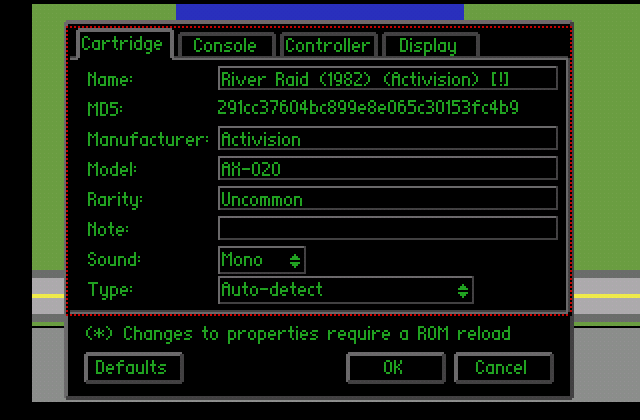 Cartridge Console Controller Display
Name: River Raid (1982) (Activision) [!]
MD5: 291cc37604bc899e8e065c30153fc4b9
Manufacturer: Activision
Model: AX-020
Rarity: Uncommon
Note:
Sound: Mono
Type: Auto-detect
(*) Changes to properties require a ROM reload
Defaults OK Cancel